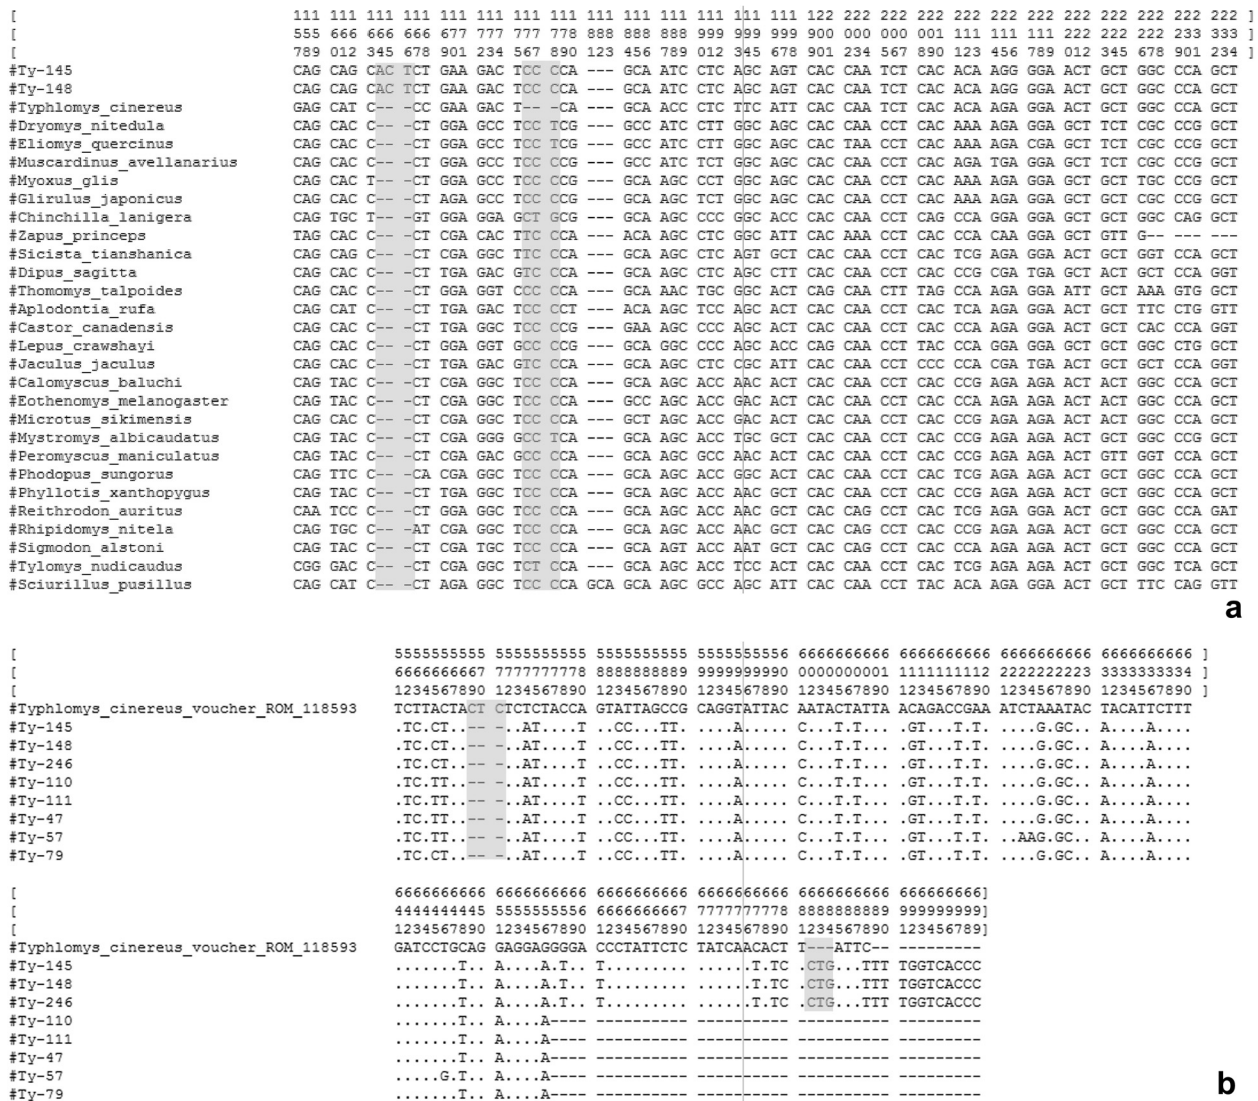 [ 111 111 111 111 111 111 111 111 111 111 111 111 111 111 122 222 222 222 222 222 222 222 222 222 222 222 ]
[ 555 666 666 666 677 777 777 778 888 888 888 999 999 999 900 000 000 001 111 111 111 222 222 222 233 333 ]
[ 789 012 345 678 901 234 567 890 123 456 789 012 345 678 901 234 567 890 123 456 789 012 345 678 901 234 ]
#Ty-145 CAG CAG CAC TCT GAA GAC TCC CCA --- GCA ATC CTC AGC AGT CAC CAA TCT CAC ACA AGG GGA ACT GCT GGC CCA GCT
#Ty-148 CAG CAG CAC TCT GAA GAC TCC CCA --- GCA ATC CTC AGC AGT CAC CAA TCT CAC ACA AGG GGA ACT GCT GGC CCA GCT
#Typhlomys_cinereus GAG CAT C-- -CC GAA GAC T-- -CA --- GCA ACC CTC TTC ATT CAC CAA TCT CAC ACA AGA GGA ACT GCT GGC CCA GCT
#Dryomys_nitedula CAG CAC C-- -CT GGA GCC TCC TCG --- GCC ATC CTT GGC AGC CAC CAA CCT CAC AAA AGA GGA GCT TCT CGC CCG GCT
#Eliomys_quercinus CAG CAC C-- -CT GGA GCC TCC TCG --- GCC ATC CTT GGC AGC CAC TAA CCT CAC AAA AGA GGA GCT TCT CGC CCG GCT
#Muscardinus_avellanarius CAG CAC C-- -CT GGA GCC TCC CCG --- GCC ATC TCT GGC AGC CAC CAA CCT CAC AGA TGA GGA GCT TCT CGC CCG GCT
#Myoxus_glis CAG CAC T-- -CT GGA GCC TCC CCG --- GCA AGC CCT GGC AGC CAC CAA CCT CAC AAA AGA GGA GCT GCT TGC CCG GCT
#Glirulus_japonicus CAG CAC C-- -CT AGA GCC TCC CCG --- GCA AGC TCT GGC AGC CAC CAA CCT CAC AAA AGA GGA GCT GCT CGC CCG GCT
#Chinchilla_lanigera CAG TGC T-- -GT GGA GGA GCT GCG --- GCA AGC CCC GGC ACC CAC CAA CCT CAG CCA GGA GGA GCT GCT GGC CAG GCT
#Zapus_princeps TAG CAC C-- -CT CGA CAC TTC CCA --- ACA AGC CTC GGC ATT CAC AAA CCT CAC CCA CAA GGA GCT GTT G-- --- ---
#Sicista_tianshanica CAG CAG C-- -CT CGA GGC TTC CCA --- GCA AGC CTC AGT GCT CAC CAA CCT CAC TCG AGA GGA ACT GCT GGT CCA GCT
#Dipus_sagitta CAG CAC C-- -CT TGA GAC GTC CCA --- GCA AGC CTC AGC CTT CAC CAA CCT CAC CCG CGA TGA GCT ACT GCT CCA GGT
#Thomomys_talpoides CAG CAC C-- -CT GGA GGT CCC CCA --- GCA AAC TGC GGC ACT CAG CAA CTT TAG CCA AGA GGA ATT GCT AAA GTG GCT
#Aplodontia_rufa CAG CAT C-- -CT TGA GAC TCC CCT --- ACA AGC TCC AGC ACT CAC CAA CCT CAC TCA AGA GGA ACT GCT TTC CTG GTT
#Castor_canadensis CAG CAC C-- -CT TGA GGC TCC CCG --- GAA AGC CCC AGC ACT CAC CAA CCT CAC CCA AGA GGA ACT GCT CAC CCA GGT
#Lepus_crawshayi CAG CAC C-- -CT GGA GGT GCC CCG --- GCA GGC CCC AGC ACC CAG CAA CCT TAC CCA GGA GGA GCT GCT GGC CTG GCT
#Jaculus_jaculus CAG CAC C-- -CT TGA GAC GTC CCA --- GCA AGC CTC CGC ATT CAC CAA CCT CCC CCA CGA TGA ACT GCT GCT CCA GGT
#Calomyscus_baluchi CAG TAC C-- -CT CGA GGC TCC CCA --- GCA AGC ACC AAC ACT CAC CAA CCT CAC CCG AGA AGA ACT ACT GGC CCA GCT
#Eothenomys_melanogaster CAG TAC C-- -CT CGA GGC TCC CCA --- GCC AGC ACC GAC ACT CAC CAA CCT CAC CCG AGA AGA ACT ACT GGC CCA GCT
#Microtus_sikimensis CAG CAC C-- -CT CGA GGC TCC CCA --- GCT AGC ACC GAC ACT CAC CAA CCT CAC CCG AGA AGA ACT ACT GGC CCA GCT
#Mystromys_albicaudatus CAG TAC C-- -CT CGA GGG GCC TCA --- GCA AGC ACC TGC GCT CAC CAA CCT CAC CCG AGA AGA ACT GCT GGC CCG GCT
#Peromyscus_maniculatus CAG TAC C-- -CT CGA GAC GCC CCA --- GCA AGC GCC AAC ACT CAC CAA CCT CAC CCG AGA AGA ACT GTT GGT CCA GCT
#Phodopus_sungorus CAG TTC C-- -CA CGA GGC TCC CCA --- GCA AGC ACC GGC ACT CAC CAA CCT CAC TCG AGA AGA ACT GCT GGC CCA GCT
#Phyllotis_xanthopygus CAG TAC C-- -CT TGA GGC TCC CCA --- GCA AGC ACC AAC GCT CAC CAA CCT CAC CCG AGA AGA ACT GCT GGC CCA GCT
#Reithrodon_auritus CAA TCC C-- -CT CGA GGC TCC CCA --- GCA AGC ACC AAC GCT CAC CAG CCT CAC TCG AGA GGA ACT GCT GGC CCA GAT
#Rhipidomys_nitela CAG TGC C-- -AT CGA GGC TCC CCA --- GCA AGC ACC AGC ACT CAC CAG CCT CAC CCG AGA AGA ACT GCT GGC CCA GCT
#Sigmodon_alstoni CAG TAC C-- -CT CGA TGC TCC CCA --- GCA AGT ACC AAT GCT CAC CAG CCT CAC CCA AGA AGA ACT GCT GGC CCA GCT
#Tylomys_nudicaudus CGG GAC C-- -CT CGA GGC TCT CCA --- GCA AGC ACC TCC ACT CAC CAA CCT CAC TCG AGA AGA ACT GCT GGC TCA GCT
#Sciurillus_pusillus CAG CAT C-- -CT AGA GGC TCC CCA GCA GCA AGC GCC AGC ATT CAC CAA CCT TAC ACA AGA GGA ACT GCT TTC CAG GTT
a
[ 5555555555 5555555555 5555555555 5555555556 6666666666 6666666666 6666666666 6666666666 ]
[ 6666666667 7777777778 8888888889 9999999990 0000000001 1111111112 2222222223 3333333334 ]
[ 1234567890 1234567890 1234567890 1234567890 1234567890 1234567890 1234567890 1234567890 ]
#Typhlomys_cinereus_voucher_ROM_118593 TCTTACTACT CTCTCTACCA GTATTAGCCG CAGGTATTAC AATACTATTA ACAGACCGAA ATCTAAATAC TACATTCTTT
#Ty-145 .TC.CT..-- -..AT....T ..CC...TT. .....A.... C...T.T... .GT...T.T. .....G.GC. A....A....
#Ty-148 .TC.CT..-- -..AT....T ..CC...TT. .....A.... C...T.T... .GT...T.T. .....G.GC. A....A....
#Ty-246 .TC.CT..-- -..AT....T ..CC...TT. .....A.... C...T.T... .GT...T.T. .....G.GC. A....A....
#Ty-110 .TC.TT..-- -..AT....T ..CC...TT. .....A.... C...T.T... .GT...T.T. .....G.GC. A....A....
#Ty-111 .TC.TT..-- -..AT....T ..CC...TT. .....A.... C...T.T... .GT...T.T. .....G.GC. A....A....
#Ty-47 .TC.TT..-- -..AT....T ..CC...TT. .....A.... C...T.T... .GT...T.T. .....G.GC. A....A....
#Ty-57 .TC.TT..-- -..AT....T ..CC...TT. .....A.... C...T.T... .GT...T.T. ...AAG.GC. A....A....
#Ty-79 .TC.CT..-- -..AT....T ..CC...TT. .....A.... C...T.T... .GT...T.T. .....G.GC. A....A....
[ 6666666666 6666666666 6666666666 6666666666 6666666666 666666666]
[ 4444444445 5555555556 6666666667 7777777778 8888888889 999999999]
[ 1234567890 1234567890 1234567890 1234567890 1234567890 123456789]
#Typhlomys_cinereus_voucher_ROM_118593 GATCCTGCAG GAGGAGGGGA CCCTATTCTC TATCAACACT T---ATTC-- ---------
#Ty-145 .......T.. A....A.T.. T......... ......T.TC .CTG...TTT TGGTCACCC
#Ty-148 .......T.. A....A.T.. T......... ......T.TC .CTG...TTT TGGTCACCC
#Ty-246 .......T.. A....A.T.. T......... ......T.TC .CTG...TTT TGGTCACCC
#Ty-110 .......T.. A....A---- ---------- ---------- ---------- ---------
#Ty-111 .......T.. A....A---- ---------- ---------- ---------- ---------
#Ty-47 .......T.. A....A---- ---------- ---------- ---------- ---------
#Ty-57 .....G.T.. A....A---- ---------- ---------- ---------- ---------
#Ty-79 .......T.. A....A---- ---------- ---------- ---------- ---------
b